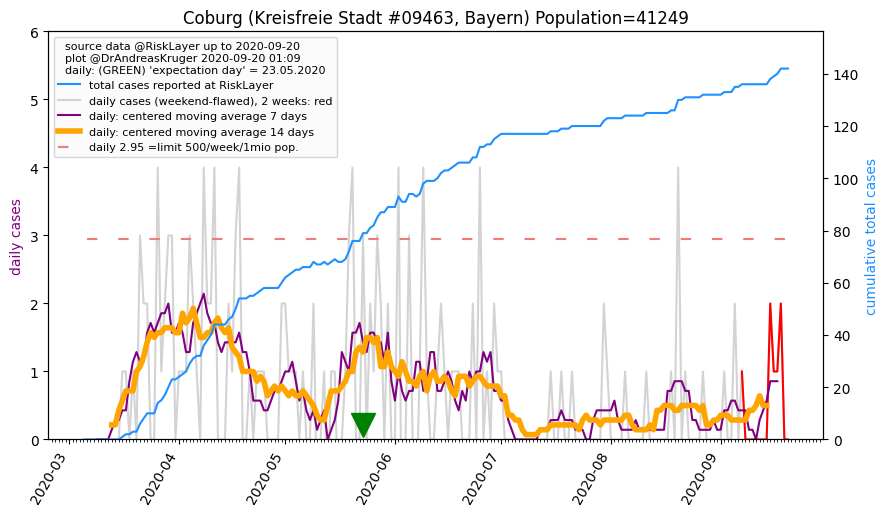 Coburg (Kreisfreie Stadt #09463, Bayern) Population=41249
source data @RiskLayer up to 2020-09-20
plot @DrAndreasKruger 2020-09-20 01:09
daily: (GREEN) 'expectation day' = 23.05.2020
total cases reported at RiskLayer
daily cases (weekend-flawed), 2 weeks: red
daily: centered moving average 7 days
daily: centered moving average 14 days
daily 2.95 =limit 500/week/1mio pop.
daily cases
6
5
4
3
2
1
0
cumulative total cases
140
120
100
80
60
40
20
0
2020-03
2020-04
2020-05
2020-06
2020-07
2020-08
2020-09